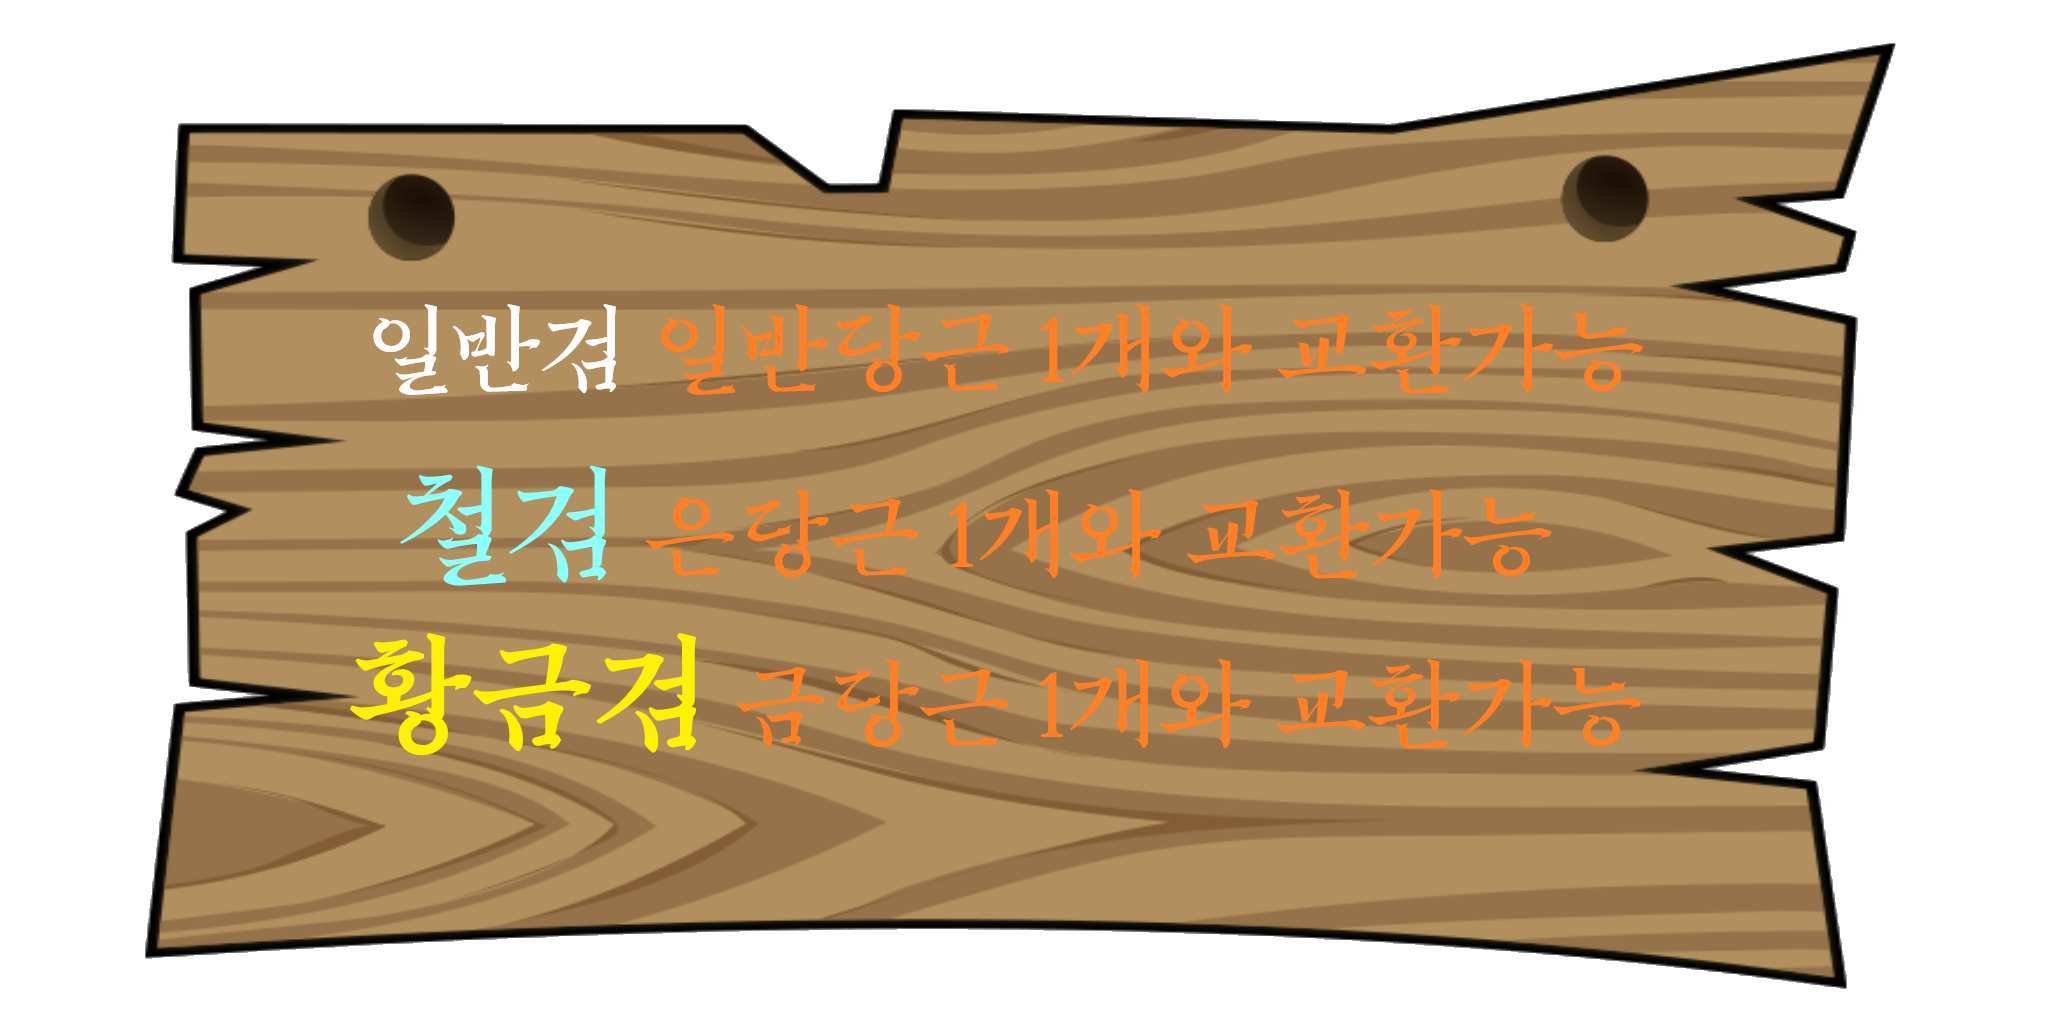 일반검 일반당근 1개와 교환가능
철검 은당근 1개와 교환가능
황금검 금당근 1개와 교환가능